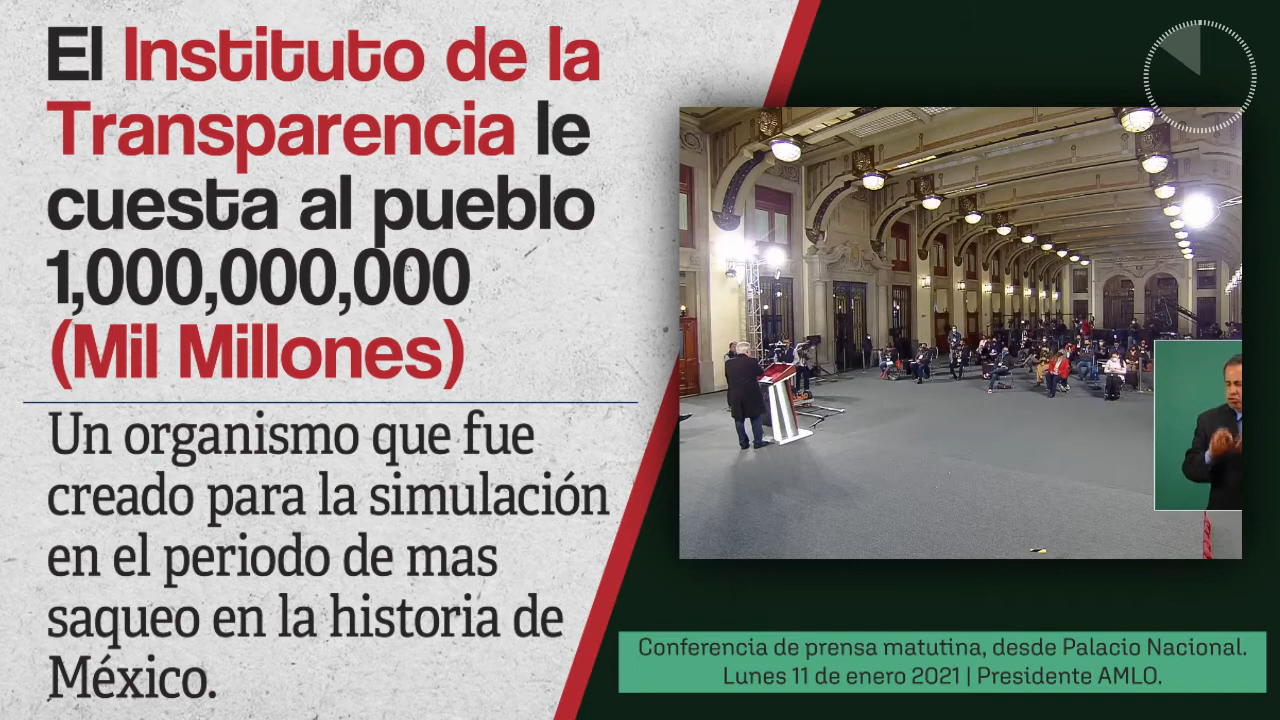 El Instituto de la
Transparencia le
cuesta al pueblo
1,000,000,000
(Mil Millones)
Un organismo que fue
creado para la simulación
en el periodo de mas
saqueo en la historia de
México.
Conferencia de prensa matutina, desde Palacio Nacional.
Lunes 11 de enero 2021 | Presidente AMLO.